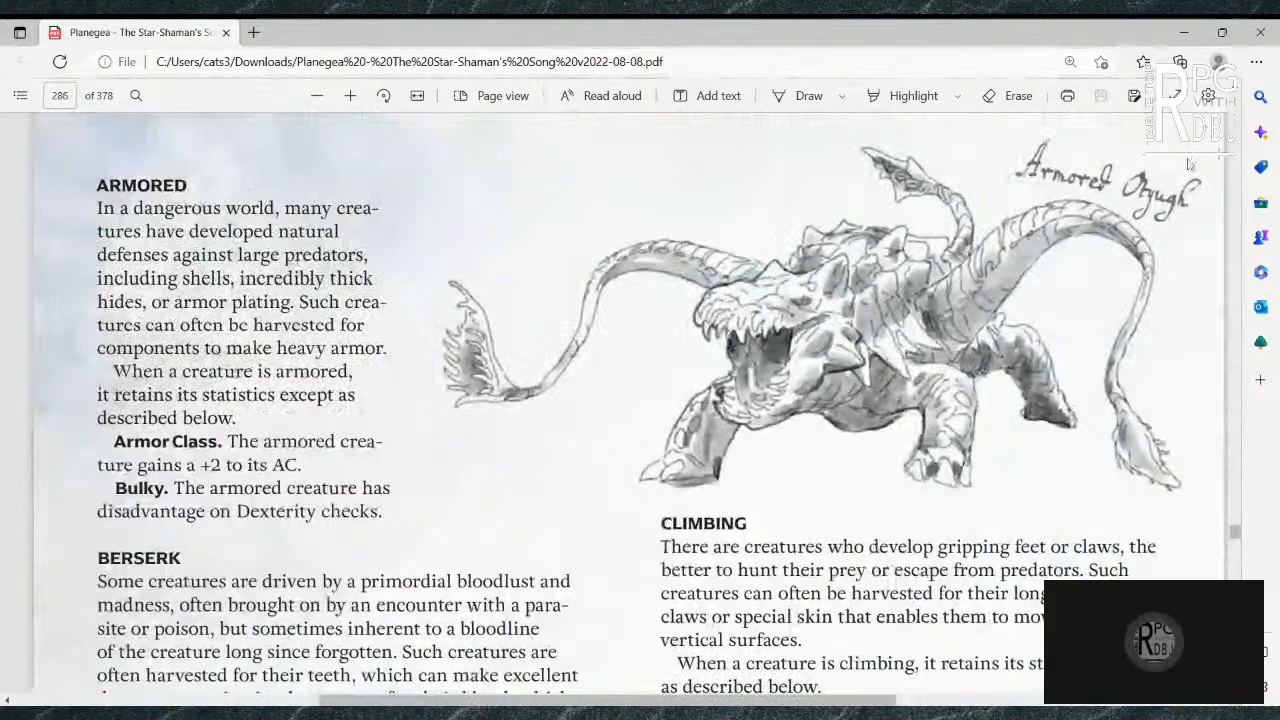 Planegea - The Star-Shaman's So
File
C:/Users/cats3/Downloads/Planegea%20-%20The%20Star-Shaman's%20Song%20v2022-08-08.pdf
286 of 378
Page view
Read aloud
Add text
Draw
Highlight
Erase
TABLE TOP
RPG
WITH
RDBU
ARMORED
In a dangerous world, many crea-
tures have developed natural
defenses against large predators,
including shells, incredibly thick
hides, or armor plating. Such crea-
tures can often be harvested for
components to make heavy armor.
When a creature is armored,
it retains its statistics except as
described below.
Armor Class. The armored crea-
ture gains a +2 to its AC.
Bulky. The armored creature has
disadvantage on Dexterity checks.
BERSERK
Some creatures are driven by a primordial bloodlust and
madness, often brought on by an encounter with a para-
site or poison, but sometimes inherent to a bloodline
of the creature long since forgotten. Such creatures are
often harvested for their teeth, which can make excellent
Armored Otyugh
CLIMBING
There are creatures who develop gripping feet or claws, the
better to hunt their prey or escape from predators. Such
creatures can often be harvested for their long
claws or special skin that enables them to mov
vertical surfaces.
When a creature is climbing, it retains its st
as described below.
RPG
RDBU